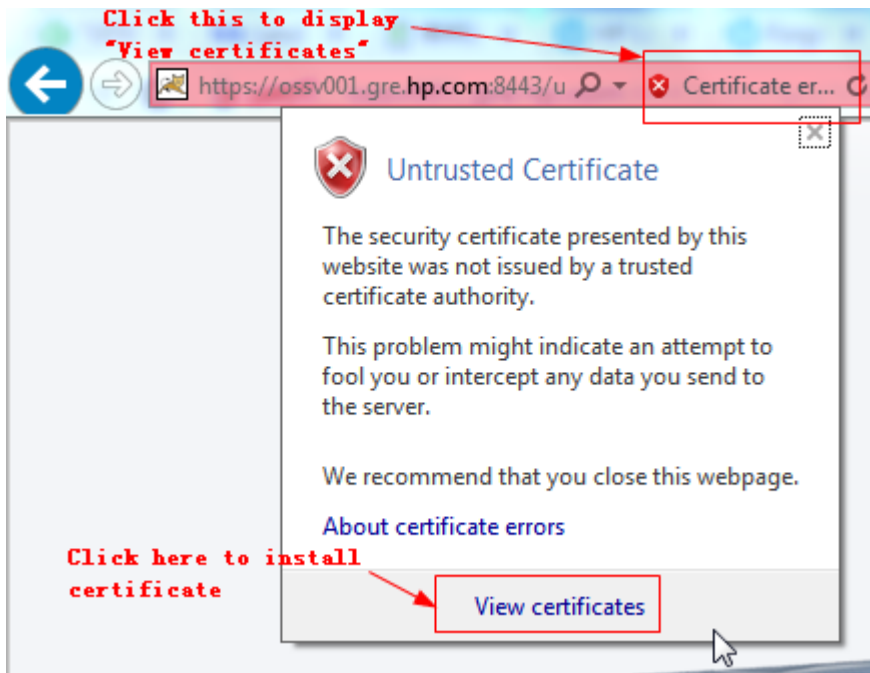 Click this to display
"View certificates"
https://ossv001.gre.hp.com:8443/u
Certificate er...
Untrusted Certificate
The security certificate presented by this
website was not issued by a trusted
certificate authority.
This problem might indicate an attempt to
fool you or intercept any data you send to
the server.
We recommend that you close this webpage.
About certificate errors
Click here to install
certificate
View certificates